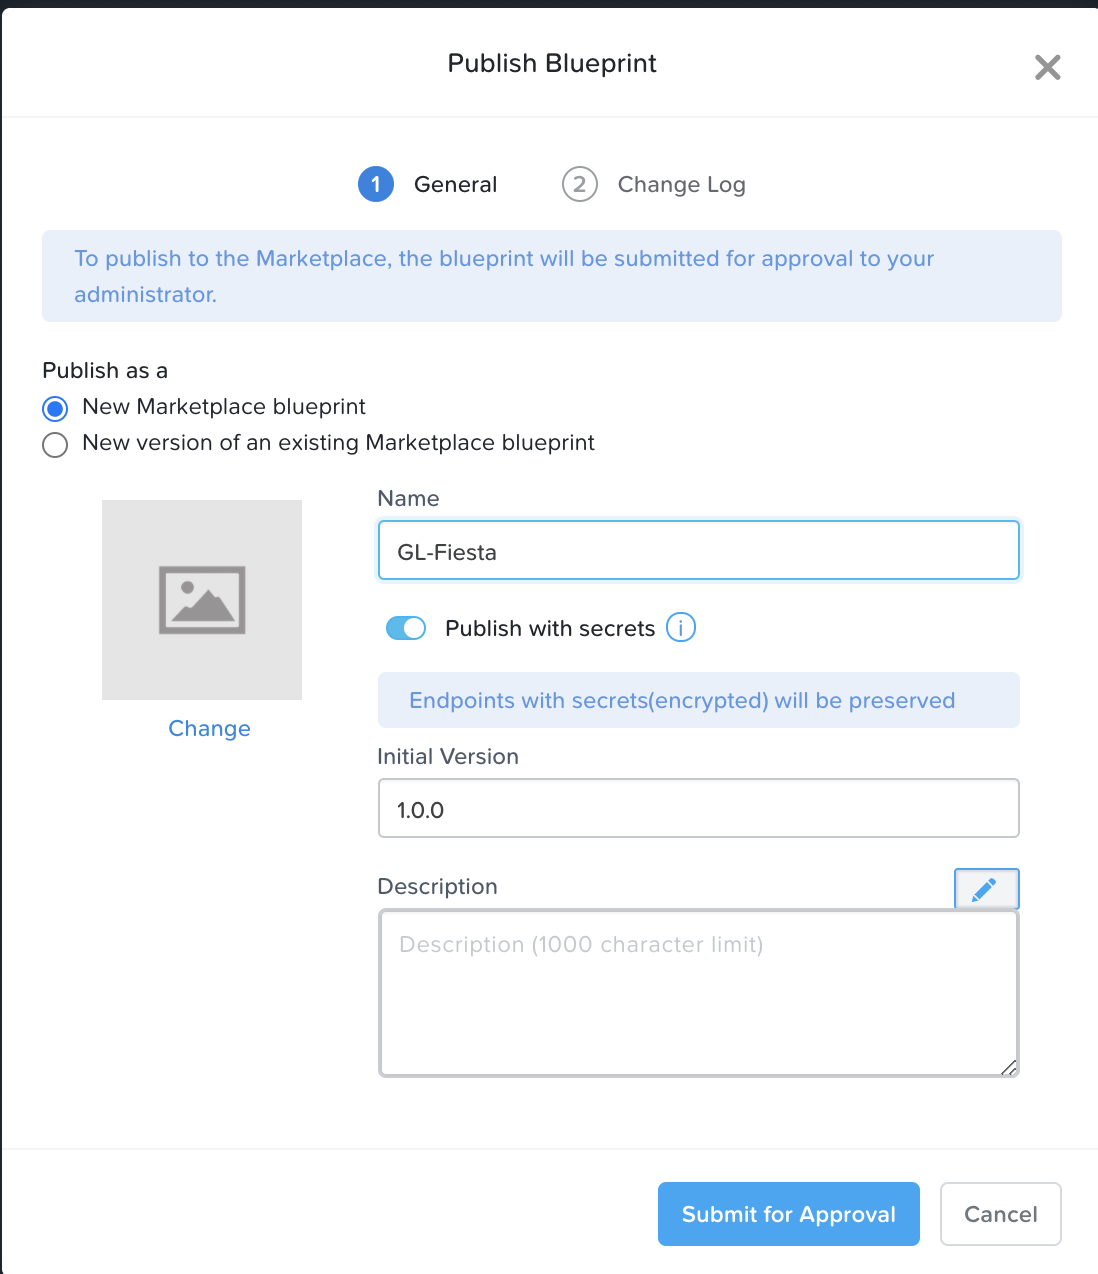 Publish Blueprint
1 General 2 Change Log
To publish to the Marketplace, the blueprint will be submitted for approval to your
administrator.
Publish as a
New Marketplace blueprint
New version of an existing Marketplace blueprint
Name
GL-Fiesta
Publish with secrets i
Endpoints with secrets(encrypted) will be preserved
Change
Initial Version
1.0.0
Description
Description (1000 character limit)
Submit for Approval Cancel